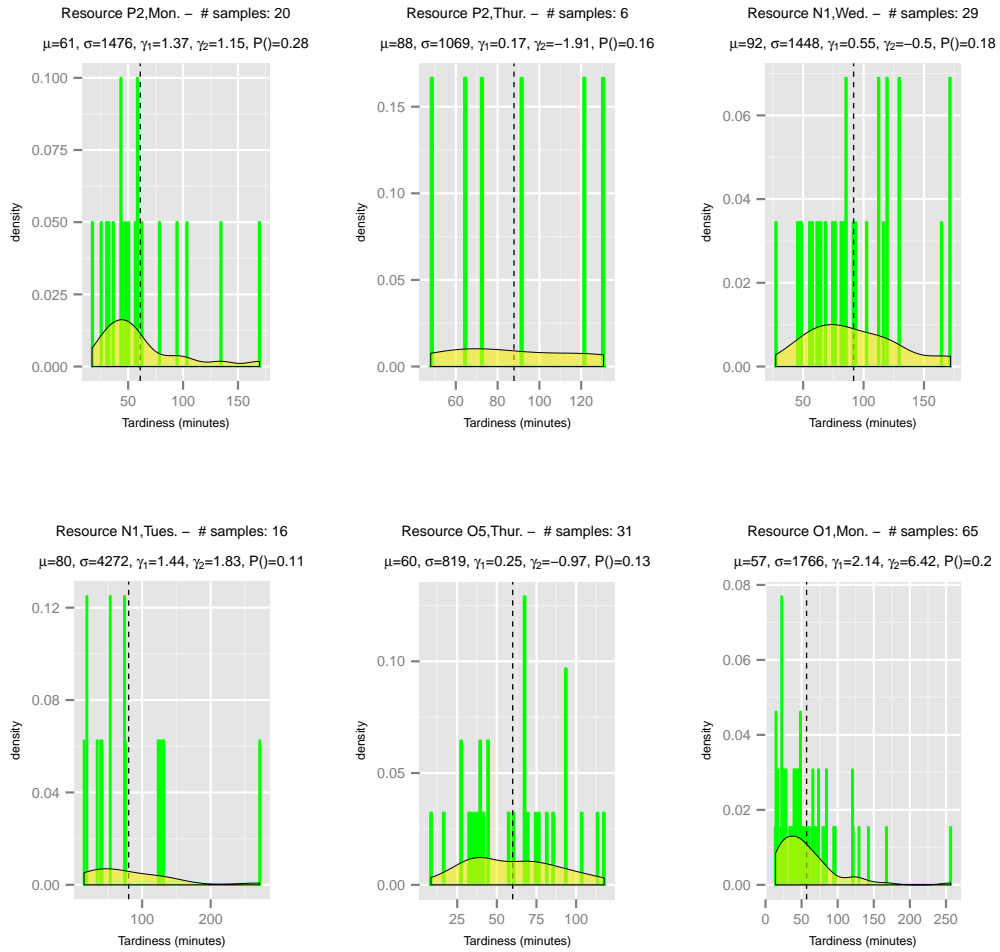 Resource P2,Mon. – # samples: 20
μ=61, σ=1476, γ1=1.37, γ2=1.15, P()=0.28
0.100
0.075
0.050
0.025
0.000
density
50 100 150
Tardiness (minutes)
Resource P2,Thur. – # samples: 6
μ=88, σ=1069, γ1=0.17, γ2=−1.91, P()=0.16
0.15
0.10
0.05
0.00
density
60 80 100 120
Tardiness (minutes)
Resource N1,Wed. – # samples: 29
μ=92, σ=1448, γ1=0.55, γ2=−0.5, P()=0.18
0.06
0.04
0.02
0.00
density
50 100 150
Tardiness (minutes)
Resource N1,Tues. – # samples: 16
μ=80, σ=4272, γ1=1.44, γ2=1.83, P()=0.11
0.12
0.08
0.04
0.00
density
100 200
Tardiness (minutes)
Resource O5,Thur. – # samples: 31
μ=60, σ=819, γ1=0.25, γ2=−0.97, P()=0.13
0.10
0.05
0.00
density
25 50 75 100
Tardiness (minutes)
Resource O1,Mon. – # samples: 65
μ=57, σ=1766, γ1=2.14, γ2=6.42, P()=0.2
0.08
0.06
0.04
0.02
0.00
density
0 50 100 150 200 250
Tardiness (minutes)